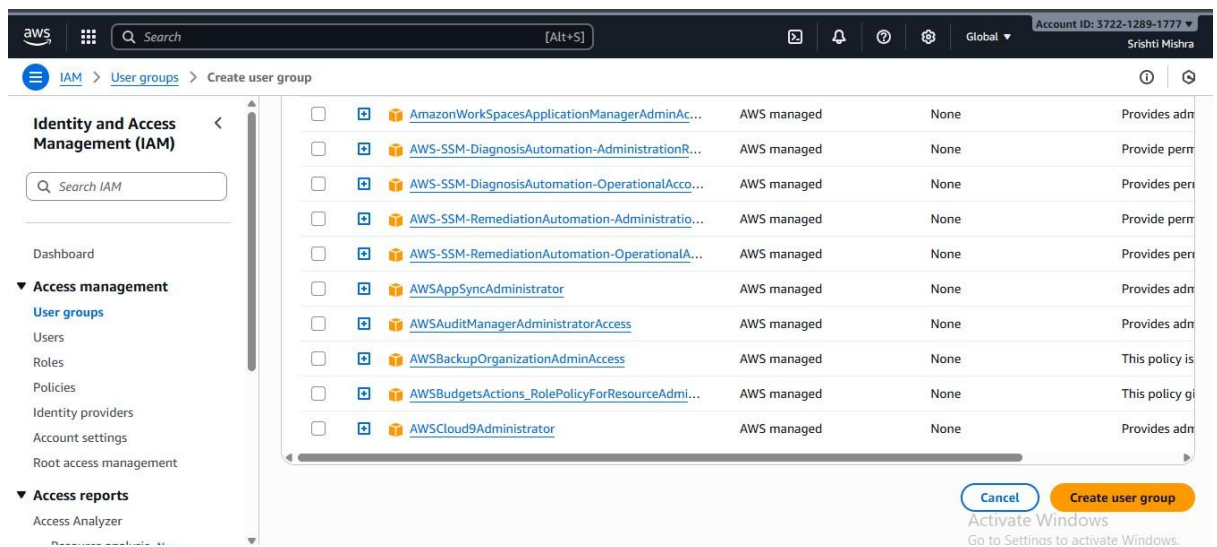 aws
Search [Alt+S]
Global ▼
Account ID: 3722-1289-1777 ▼
Srishti Mishra
IAM > User groups > Create user group
Identity and Access
Management (IAM)
Search IAM
Dashboard
▼ Access management
User groups
Users
Roles
Policies
Identity providers
Account settings
Root access management
▼ Access reports
Access Analyzer
AmazonWorkSpacesApplicationManagerAdminAc... AWS managed None Provides adm
AWS-SSM-DiagnosisAutomation-AdministrationR... AWS managed None Provide perm
AWS-SSM-DiagnosisAutomation-OperationalAcco... AWS managed None Provides perr
AWS-SSM-RemediationAutomation-Administratio... AWS managed None Provide perm
AWS-SSM-RemediationAutomation-OperationalA... AWS managed None Provides perr
AWSAppSyncAdministrator AWS managed None Provides adm
AWSAuditManagerAdministratorAccess AWS managed None Provides adm
AWSBackupOrganizationAdminAccess AWS managed None This policy is
AWSBudgetsActions_RolePolicyForResourceAdmi... AWS managed None This policy gi
AWSCloud9Administrator AWS managed None Provides adm
Cancel Create user group
Activate Windows
Go to Settings to activate Windows.